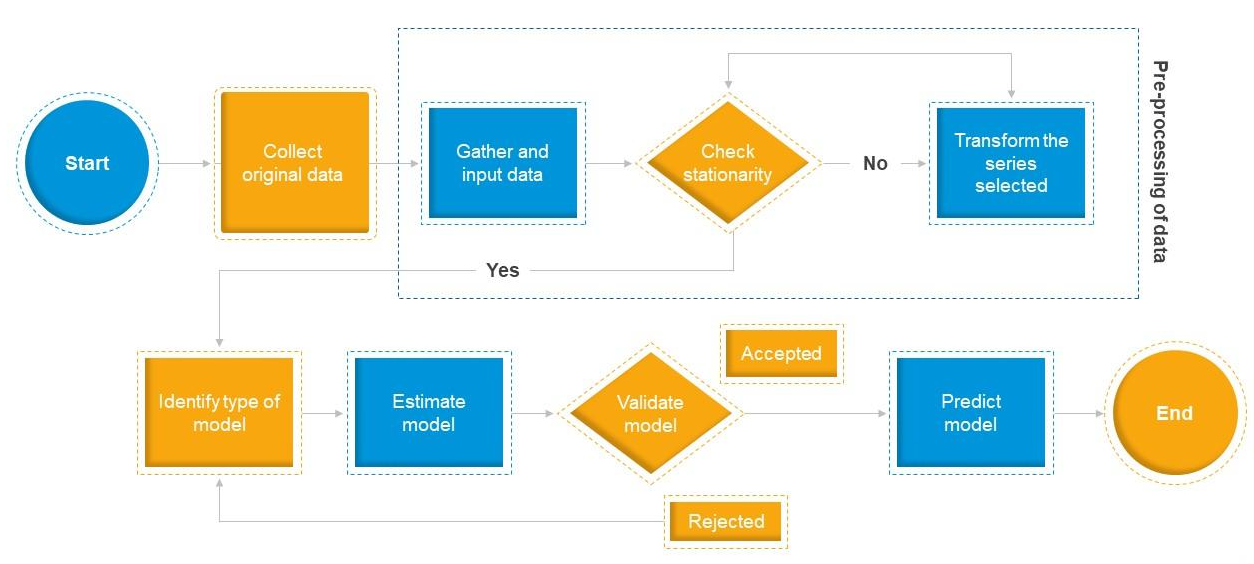 Start
Collect
original data
Gather and
input data
Check
stationarity
No
Transform the
series
selected
Pre-processing of data
Yes
Identify type of
model
Estimate
model
Validate
model
Accepted
Predict
model
End
Rejected